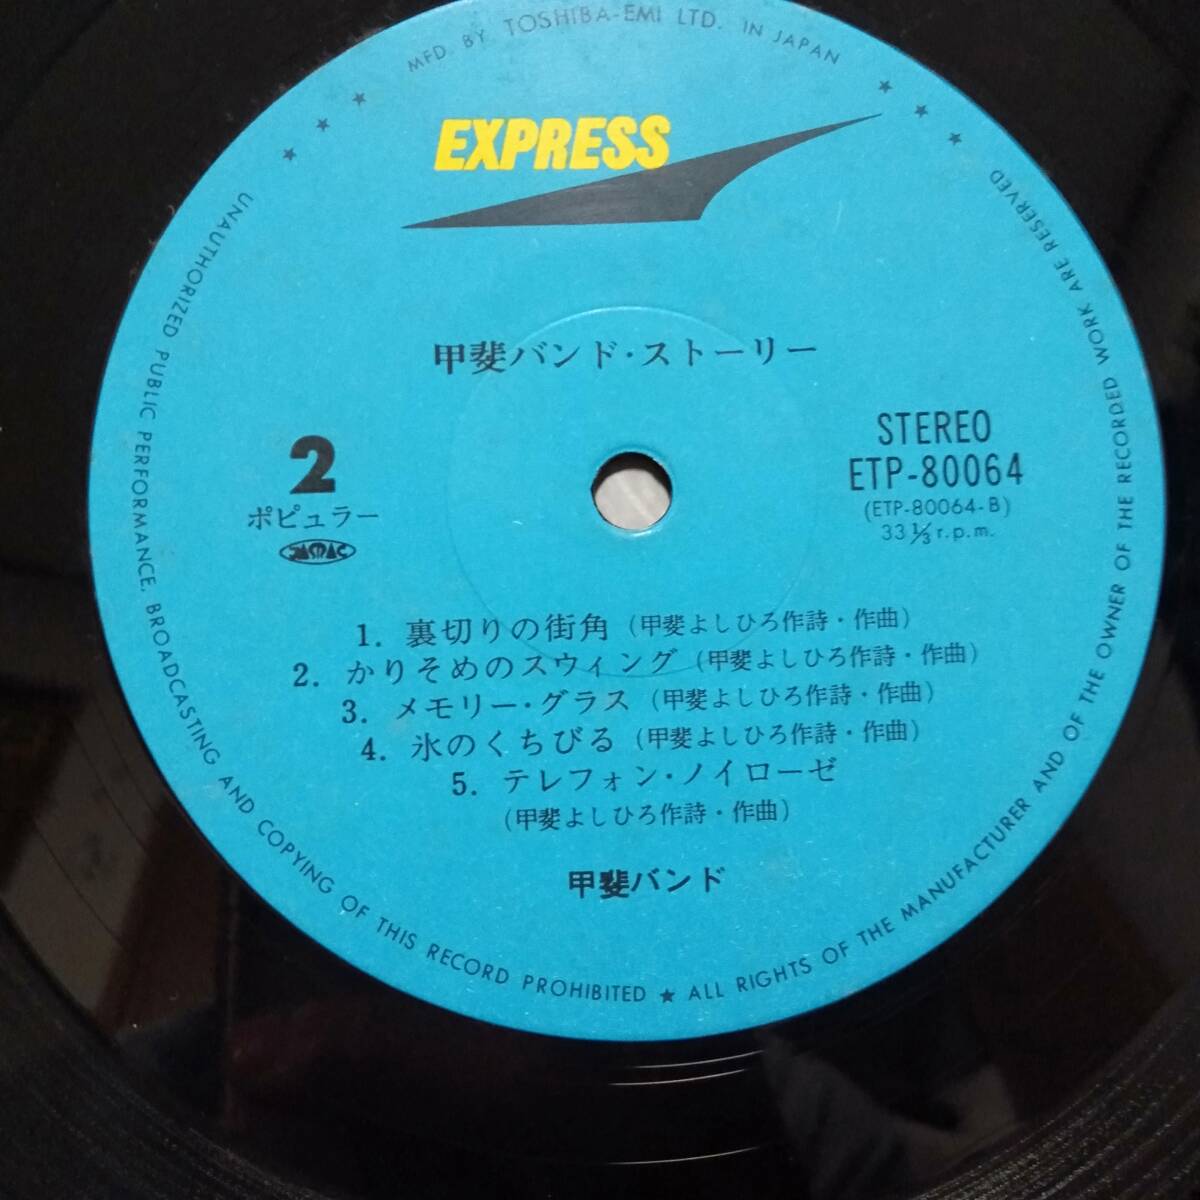 MFD. BY TOSHIBA-EMI LTD. IN JAPAN
EXPRESS
甲斐バンド・ストーリー
2
ポピュラー
JASRAC
STEREO
ETP-80064
(ETP-80064-B)
33 1/3 r.p.m.
1. 裏切りの街角 (甲斐よしひろ作詩・作曲)
2. かりそめのスウィング (甲斐よしひろ作詩・作曲)
3. メモリー・グラス (甲斐よしひろ作詩・作曲)
4. 氷のくちびる (甲斐よしひろ作詩・作曲)
5. テレフォン・ノイローゼ
(甲斐よしひろ作詩・作曲)
甲斐バンド
UNAUTHORIZED PUBLIC PERFORMANCE, BROADCASTING AND COPYING OF THIS RECORD PROHIBITED ★ ALL RIGHTS OF THE MANUFACTURER AND OF THE OWNER OF THE RECORDED WORK ARE RESERVED